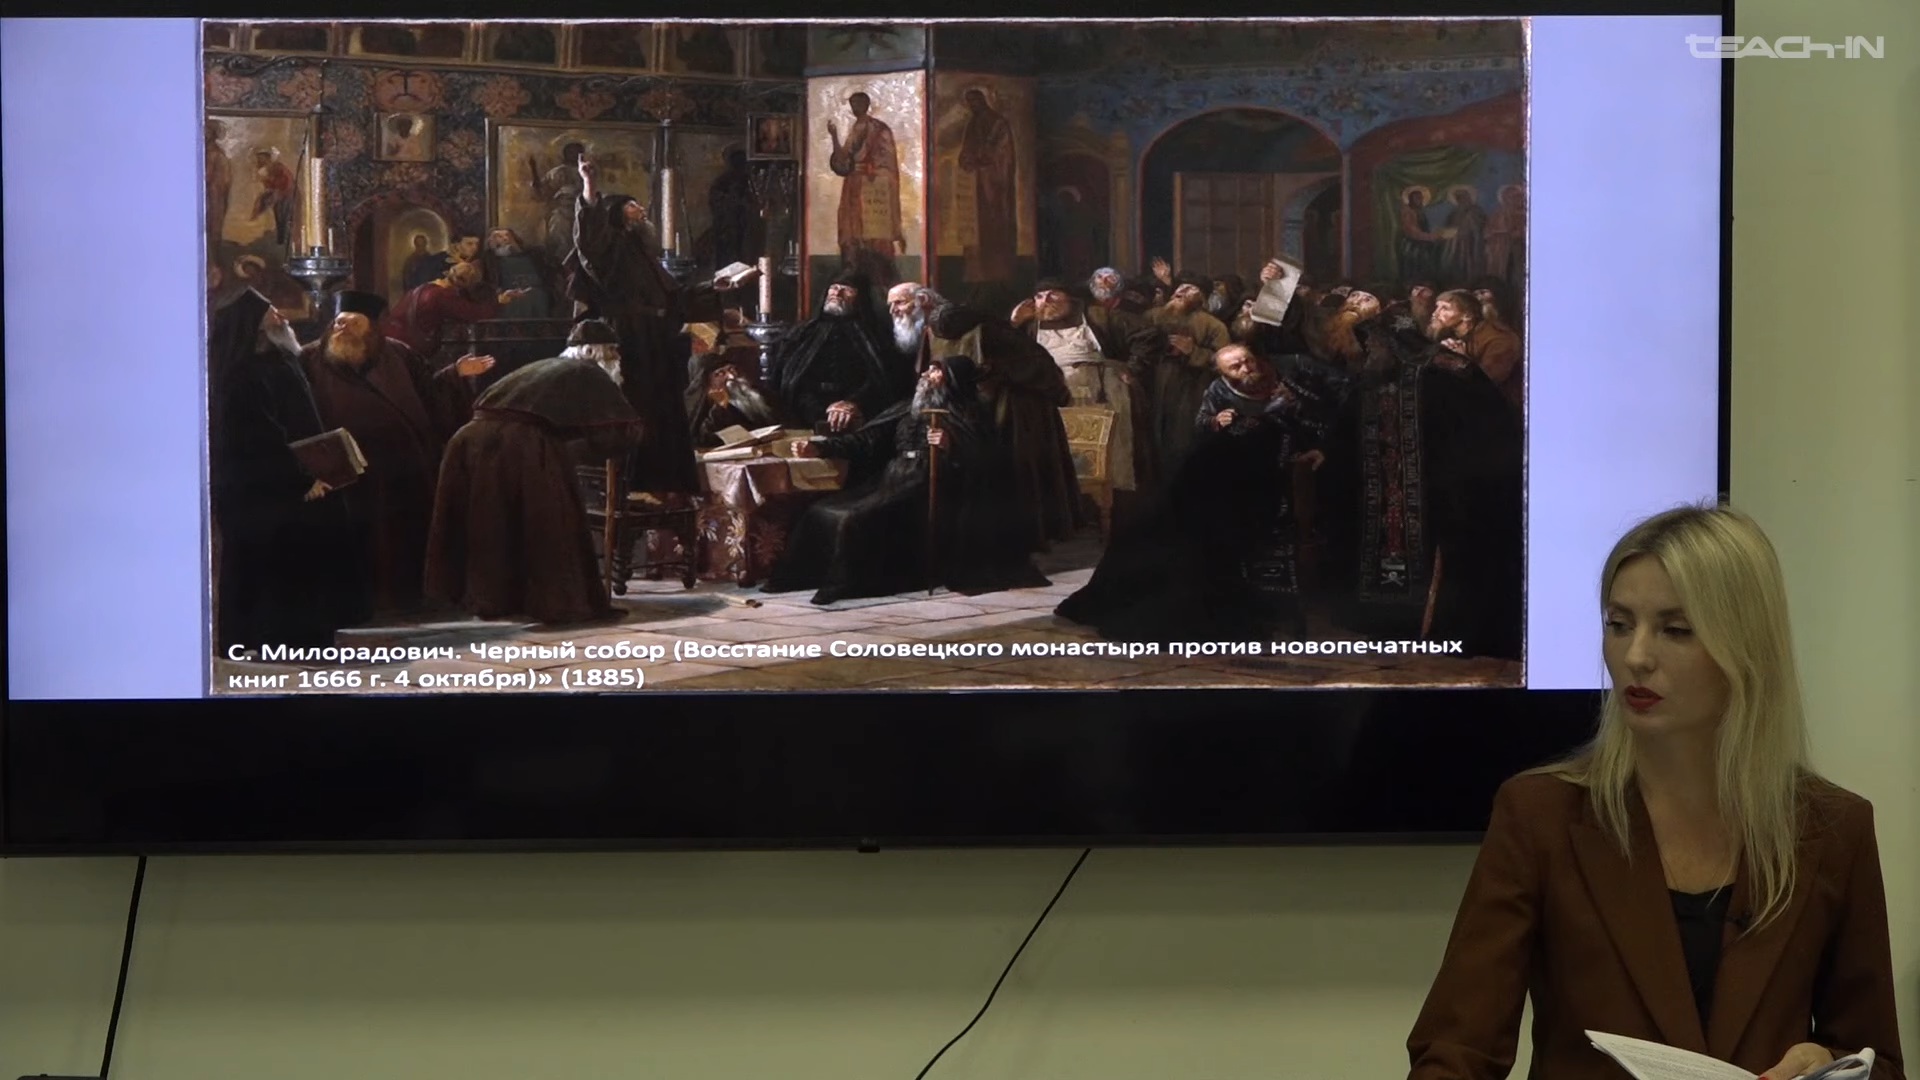 teach-in
С. Милорадович. Черный собор (Восстание Соловецкого монастыря против новопечатных
книг 1666 г. 4 октября)» (1885)